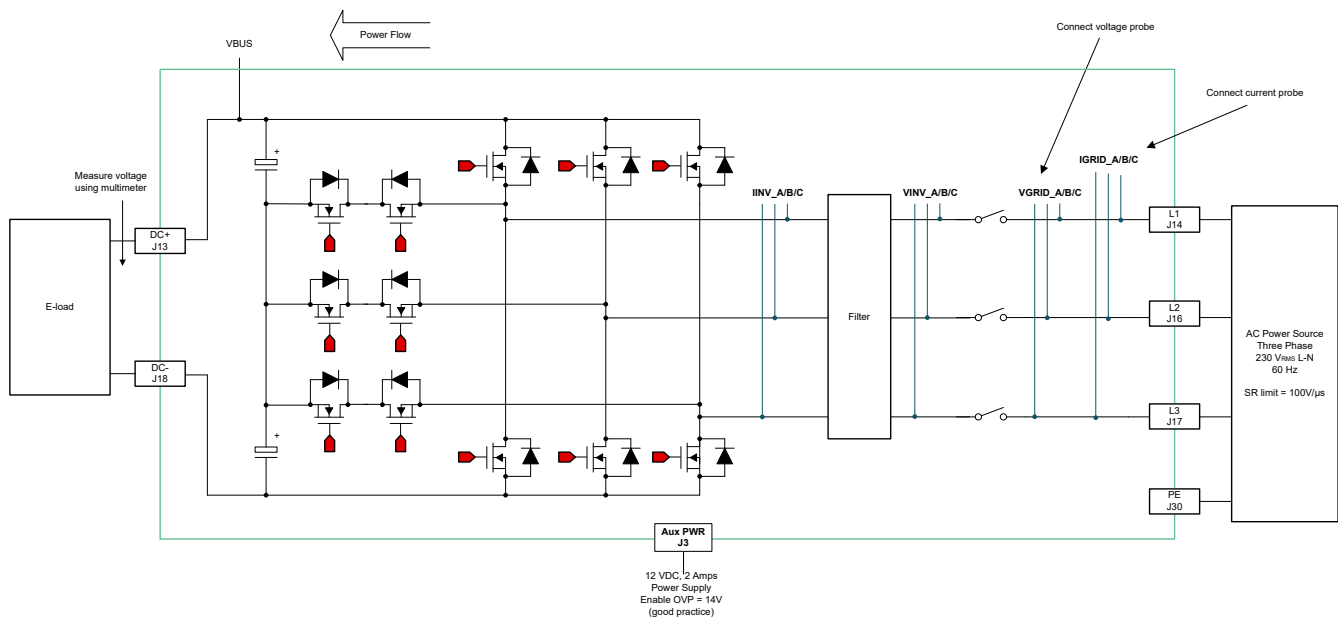 Power Flow
VBUS
Connect voltage probe
Connect current probe
Measure voltage
using multimeter
+
IINV_A/B/C
VINV_A/B/C
VGRID_A/B/C
IGRID_A/B/C
DC+
J13
L1
J14
E-load
Filter
L2
J16
AC Power Source
Three Phase
230 VRMS L-N
60 Hz
SR limit = 100V/µs
DC-
J18
L3
J17
+
PE
J30
Aux PWR
J3
12 VDC, 2 Amps
Power Supply
Enable OVP = 14V
(good practice)